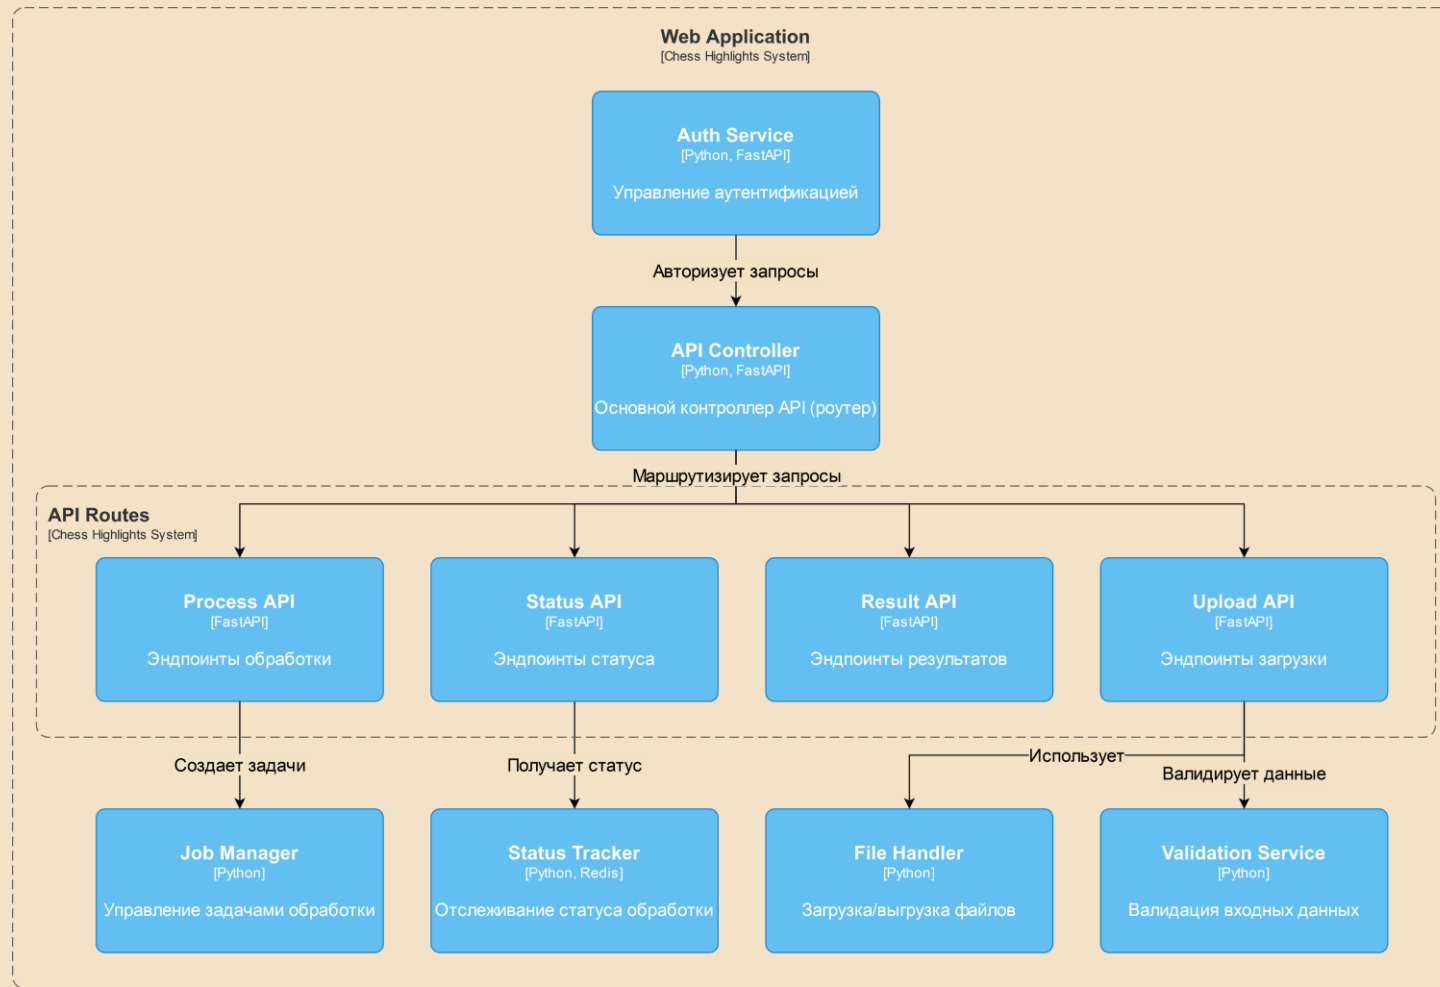 Web Application
[Chess Highlights System]
Auth Service
[Python, FastAPI]
Управление аутентификацией
Авторизует запросы
API Controller
[Python, FastAPI]
Основной контроллер API (роутер)
Маршрутизирует запросы
API Routes
[Chess Highlights System]
Process API
[FastAPI]
Эндпоинты обработки
Status API
[FastAPI]
Эндпоинты статуса
Result API
[FastAPI]
Эндпоинты результатов
Upload API
[FastAPI]
Эндпоинты загрузки
Создает задачи
Получает статус
Использует
Валидирует данные
Job Manager
[Python]
Управление задачами обработки
Status Tracker
[Python, Redis]
Отслеживание статуса обработки
File Handler
[Python]
Загрузка/выгрузка файлов
Validation Service
[Python]
Валидация входных данных